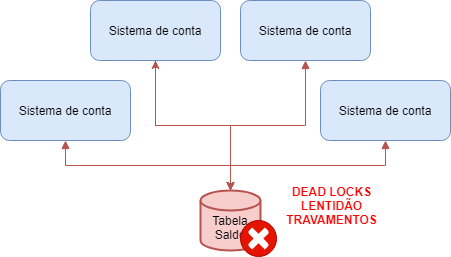 Sistema de conta
Sistema de conta
Sistema de conta
Sistema de conta
DEAD LOCKS
LENTIDÃO
TRAVAMENTOS
Tabela
Saldo